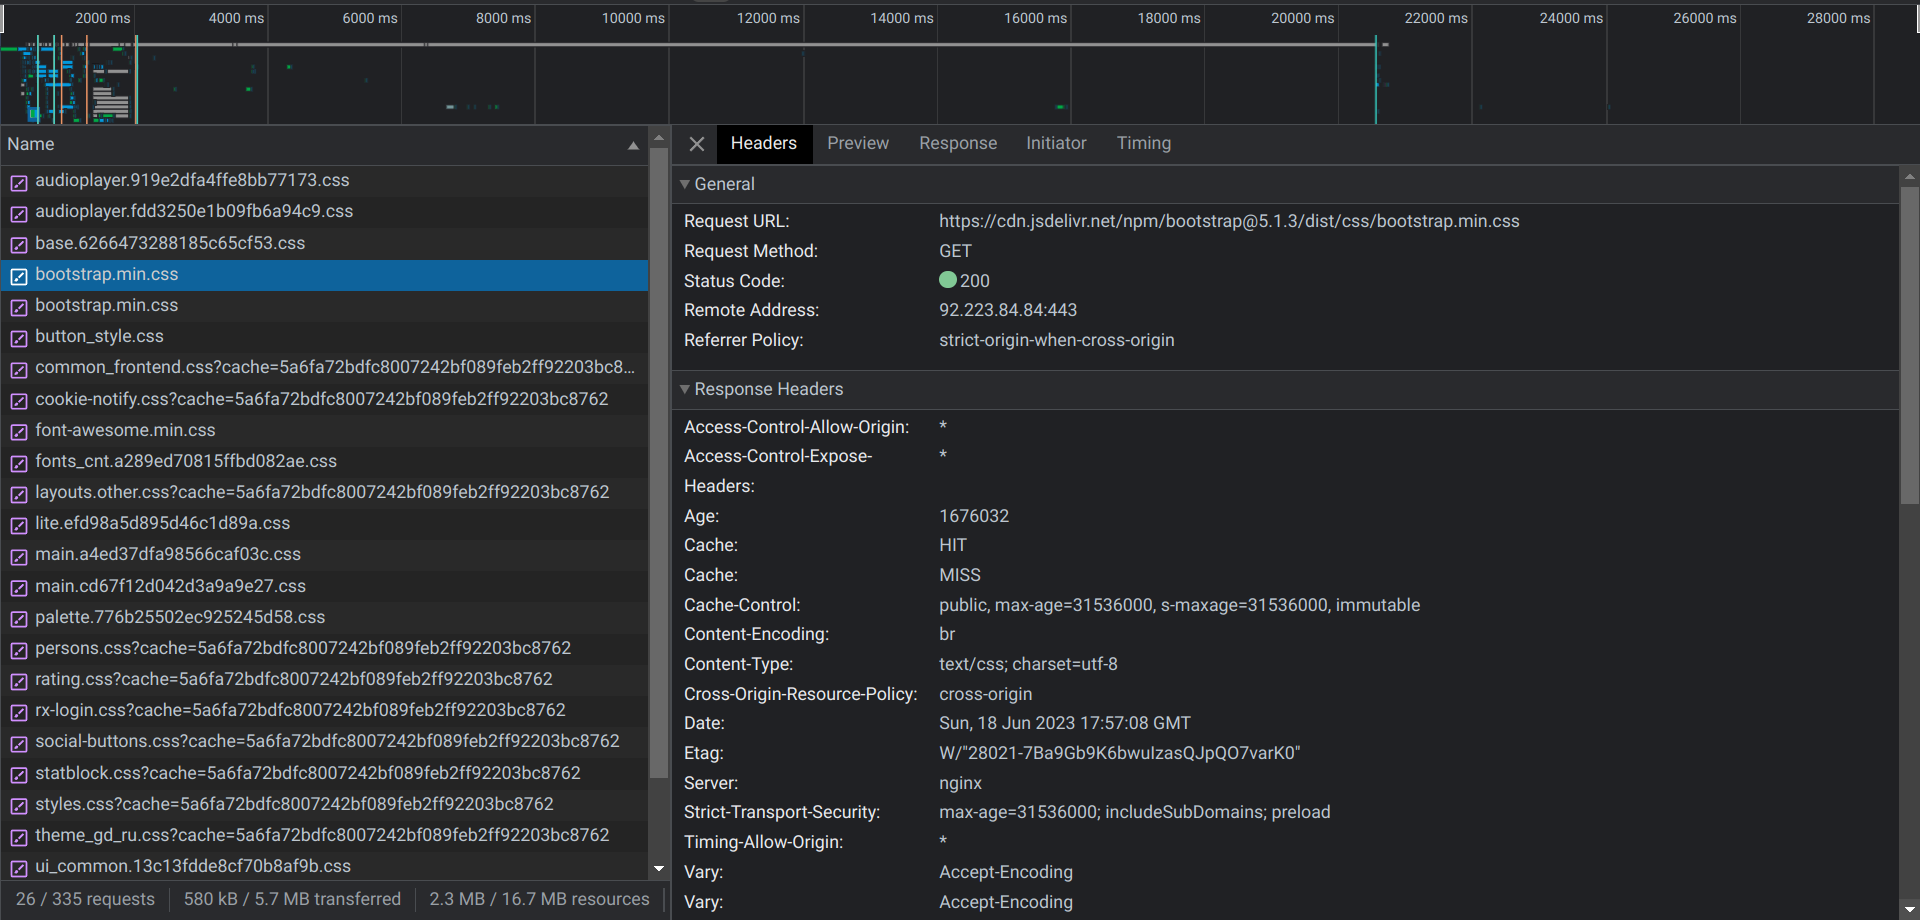 2000 ms 4000 ms 6000 ms 8000 ms 10000 ms 12000 ms 14000 ms 16000 ms 18000 ms 20000 ms 22000 ms 24000 ms 26000 ms 28000 ms
Name
audioplayer.919e2dfa4ffe8bb77173.css
audioplayer.fdd3250e1b09fb6a94c9.css
base.6266473288185c65cf53.css
bootstrap.min.css
bootstrap.min.css
button_style.css
common_frontend.css?cache=5a6fa72bdfc8007242bf089feb2ff92203bc8...
cookie-notify.css?cache=5a6fa72bdfc8007242bf089feb2ff92203bc8762
font-awesome.min.css
fonts_cnt.a289ed70815ffbd082ae.css
layouts.other.css?cache=5a6fa72bdfc8007242bf089feb2ff92203bc8762
lite.efd98a5d895d46c1d89a.css
main.a4ed37dfa98566caf03c.css
main.cd67f12d042d3a9a9e27.css
palette.776b25502ec925245d58.css
persons.css?cache=5a6fa72bdfc8007242bf089feb2ff92203bc8762
rating.css?cache=5a6fa72bdfc8007242bf089feb2ff92203bc8762
rx-login.css?cache=5a6fa72bdfc8007242bf089feb2ff92203bc8762
social-buttons.css?cache=5a6fa72bdfc8007242bf089feb2ff92203bc8762
statblock.css?cache=5a6fa72bdfc8007242bf089feb2ff92203bc8762
styles.css?cache=5a6fa72bdfc8007242bf089feb2ff92203bc8762
theme_gd_ru.css?cache=5a6fa72bdfc8007242bf089feb2ff92203bc8762
ui_common.13c13fdde8cf70b8af9b.css
26 / 335 requests 580 kB / 5.7 MB transferred 2.3 MB / 16.7 MB resources
Headers Preview Response Initiator Timing
General
Request URL: https://cdn.jsdelivr.net/npm/bootstrap@5.1.3/dist/css/bootstrap.min.css
Request Method: GET
Status Code: 200
Remote Address: 92.223.84.84:443
Referrer Policy: strict-origin-when-cross-origin
Response Headers
Access-Control-Allow-Origin: *
Access-Control-Expose- *
Headers:
Age: 1676032
Cache: HIT
Cache: MISS
Cache-Control: public, max-age=31536000, s-maxage=31536000, immutable
Content-Encoding: br
Content-Type: text/css; charset=utf-8
Cross-Origin-Resource-Policy: cross-origin
Date: Sun, 18 Jun 2023 17:57:08 GMT
Etag: W/"28021-7Ba9Gb9K6bwuIzasQJpQO7varK0"
Server: nginx
Strict-Transport-Security: max-age=31536000; includeSubDomains; preload
Timing-Allow-Origin: *
Vary: Accept-Encoding
Vary: Accept-Encoding